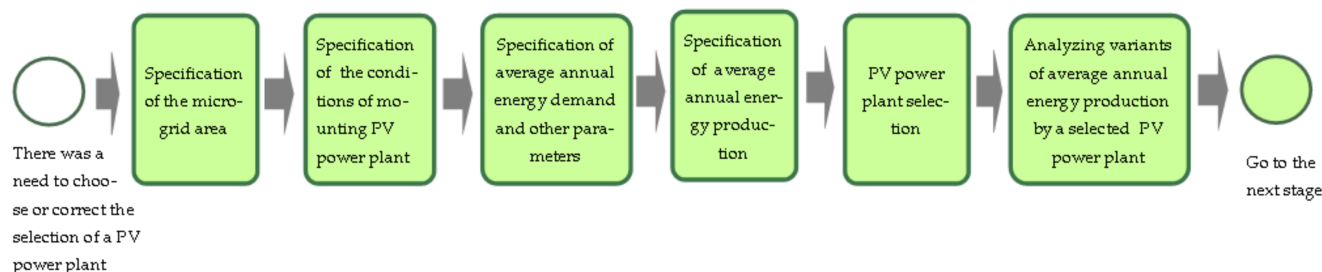 There was a
need to choo-
se or correct the
selection of a PV
power plant
Specification
of the micro-
grid area
Specification
of the condi-
tions of mo-
unting PV
power plant
Specification of
average annual
energy demand
and other para-
meters
Specification
of average
annual ener-
gy produc-
tion
PV power
plant selec-
tion
Analyzing variants
of average annual
energy production
by a selected PV
power plant
Go to the
next stage